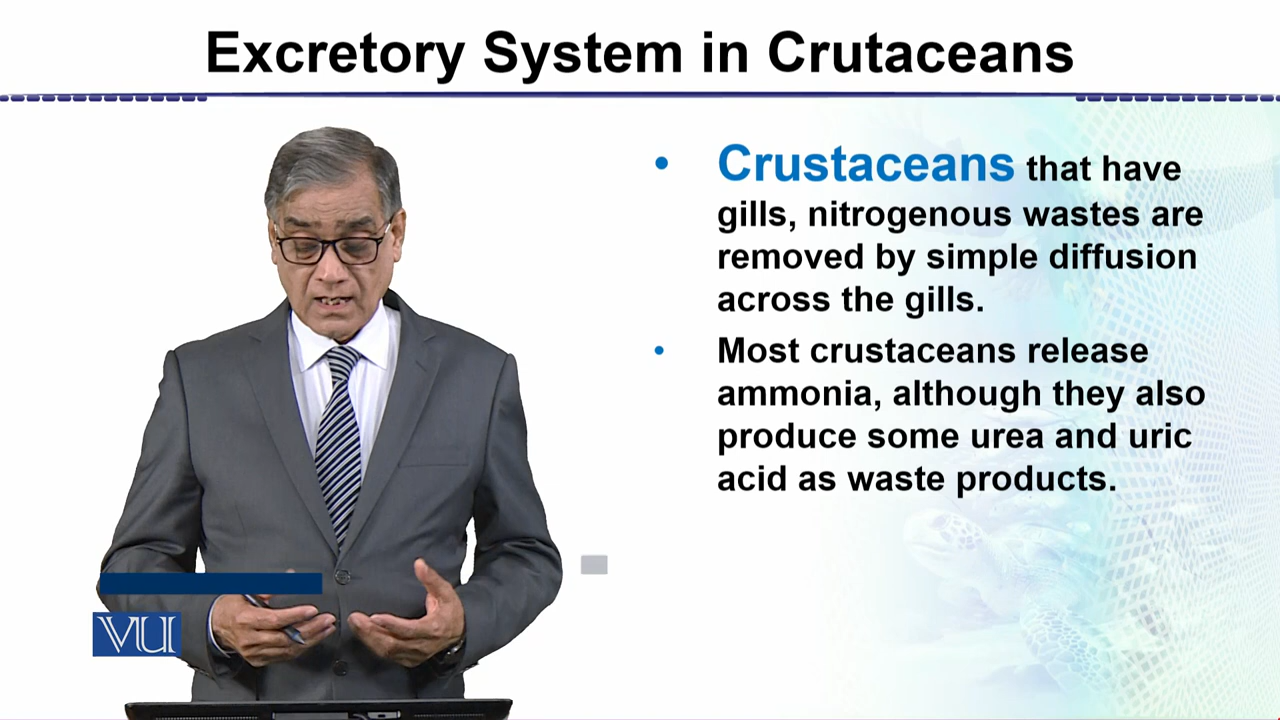 Excretory System in Crutaceans
• Crustaceans that have
gills, nitrogenous wastes are
removed by simple diffusion
across the gills.
• Most crustaceans release
ammonia, although they also
produce some urea and uric
acid as waste products.
VU